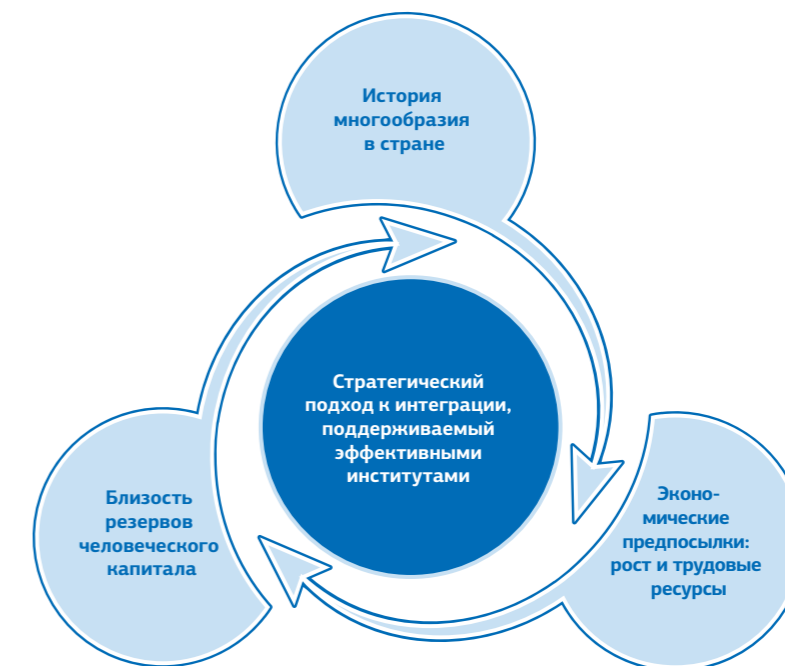 История
многообразия
в стране
Стратегический
подход к интеграции,
поддерживаемый
эффективными
институтами
Близость
резервов
человеческого
капитала
Эконо-
мические
предпосылки:
рост и трудовые
ресурсы